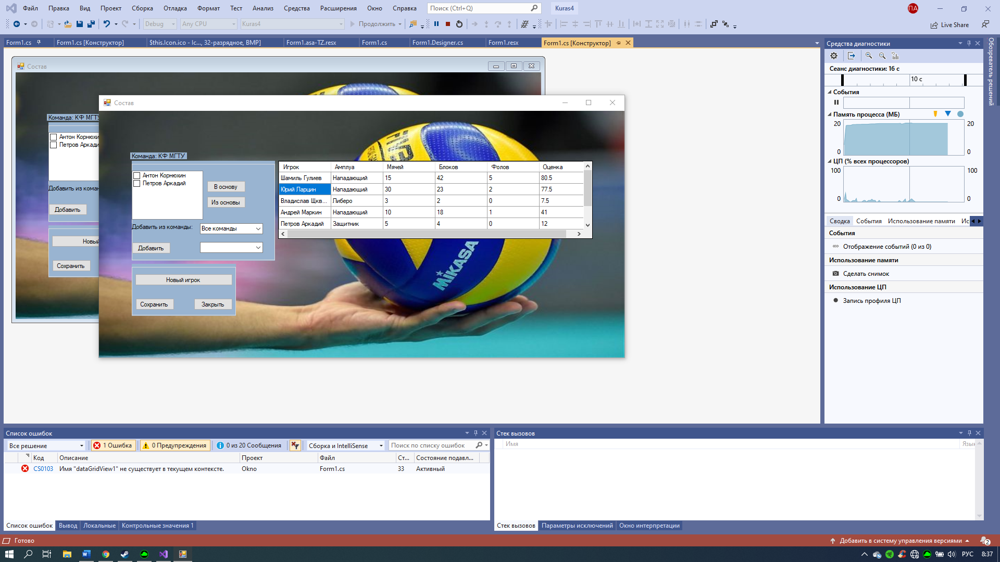 Файл Правка Вид Проект Сборка Отладка Формат Тест Анализ Средства Расширения Окно Справка Поиск (Ctrl+Q) Kuras4 ПА
Debug Any CPU Kuras4 Продолжить Live Share
Form1.cs Form1.cs [Конструктор] $this.Icon.ico - Ic..., 32-разрядное, BMP] Form1.asa-TZ.resx Form1.cs Form1.Designer.cs Form1.resx Form1.cs [Конструктор]
Состав
Команда: КФ МГТУ
Антон Корнюхин
Петров Аркади
Добавить из коман
Добавить
Новый
Сохранить
Состав
Команда: КФ МГТУ
Антон Корнюхин
Петров Аркадий
В основу
Из основы
Добавить из команды: Все команды
Добавить
Новый игрок
Сохранить Закрыть
Игрок Амплуа Мячей Блоков Фолов Оценка
Шамиль Гулиев Нападающий 15 42 5 80.5
Юрий Парцин Нападающий 30 23 2 77.5
Владислав Щкв... Либеро 3 2 0 7.5
Андрей Маркин Нападающий 10 18 1 41
Петров Аркадий Защитник 5 4 0 12
MIKASA
Средства диагностики
Сеанс диагностики: 16 с
10 с
События
Память процесса (МБ)
20 20
0 0
ЦП (% всех процессоров)
100 100
0 0
Сводка События Использование памяти Ис
События
Отображение событий (0 из 0)
Использование памяти
Сделать снимок
Использование ЦП
Запись профиля ЦП
Обозреватель решений
Список ошибок
Все решение 1 Ошибка 0 Предупреждения 0 из 20 Сообщения Сборка и IntelliSense Поиск по списку ошибок
Код Описание Проект Файл Ст... Состояние подавл...
CS0103 Имя "dataGridView1" не существует в текущем контексте. Okno Form1.cs 33 Активный
Список ошибок Вывод Локальные Контрольные значения 1
Стек вызовов
Имя Язык
Стек вызовов Параметры исключений Окно интерпретации
Готово Добавить в систему управления версиями 2
РУС 8:37